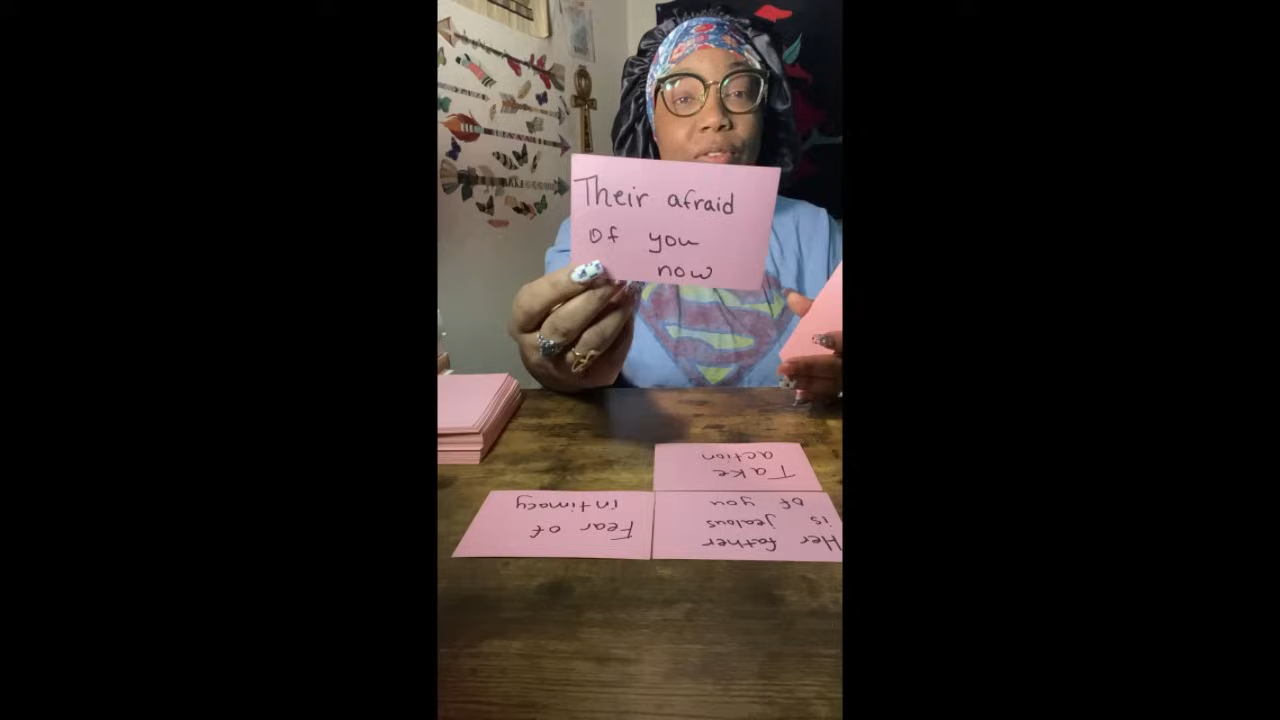 Their afraid
of you
now
Take
action
Fear of
intimacy
Her father
is jealous
of you